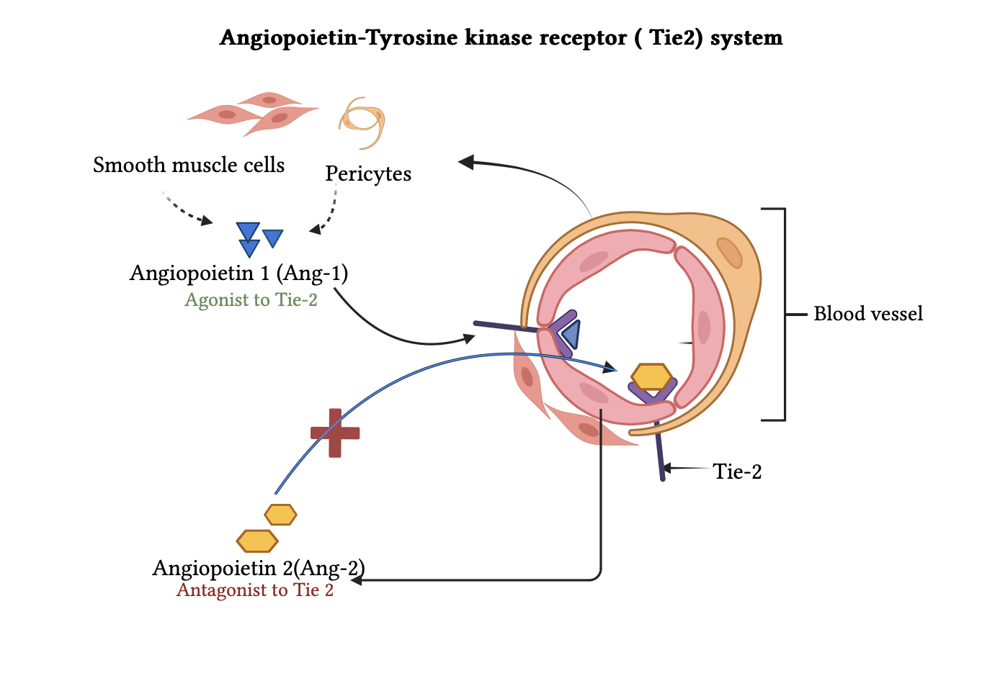 Angiopoietin-Tyrosine kinase receptor ( Tie2) system
Smooth muscle cells
Pericytes
Angiopoietin 1 (Ang-1)
Agonist to Tie-2
Blood vessel
Tie-2
Angiopoietin 2(Ang-2)
Antagonist to Tie 2